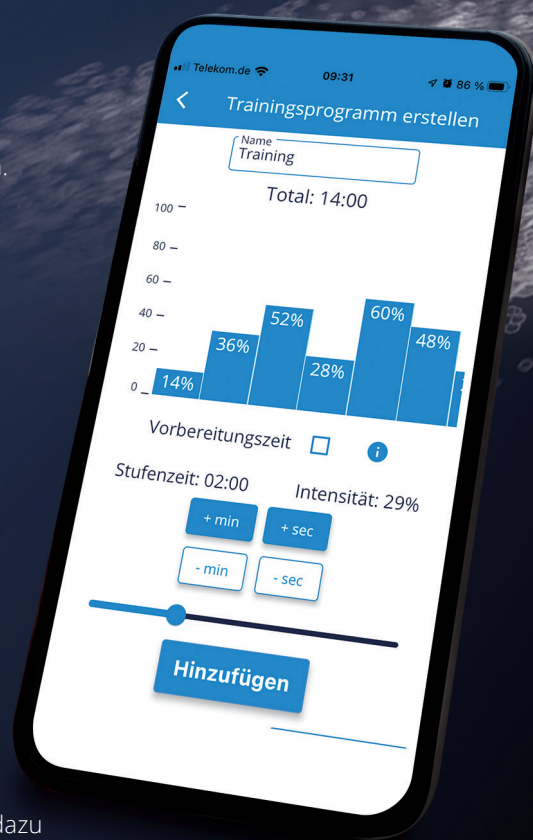 Telekom.de 09:31 86 %
Trainingsprogramm erstellen
Name
Training
Total: 14:00
100
80
60
40
20
0
14% 36% 52% 28% 60% 48%
Vorbereitungszeit i
Stufenzeit: 02:00 Intensität: 29%
+ min + sec
- min - sec
Hinzufügen
dazu